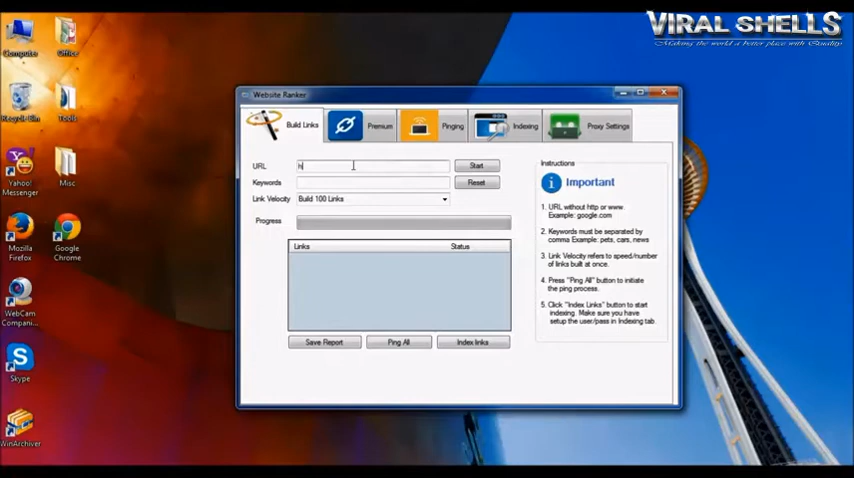 VIRAL SHELLS
Making the world a better place with Quality!
Computer
Office
Recycle Bin
Tools
Yahoo!
Messenger
Misc
Mozilla
Firefox
Google
Chrome
WebCam
Compani...
Skype
WinArchiver
Website Ranker
Build Links
Premium
Pinging
Indexing
Proxy Settings
URL
h
Start
Keywords
Reset
Link Velocity
Build 100 Links
Progress
Links
Status
Save Report
Ping All
Index links
Instructions
Important
1. URL without http or www.
Example: google.com
2. Keywords must be separated by
comma Example: pets, cars, news
3. Link Velocity refers to speed/number
of links built at once.
4. Press "Ping All" button to initiate
the ping process.
5. Click "Index Links" button to start
indexing. Make sure you have
setup the user/pass in Indexing tab